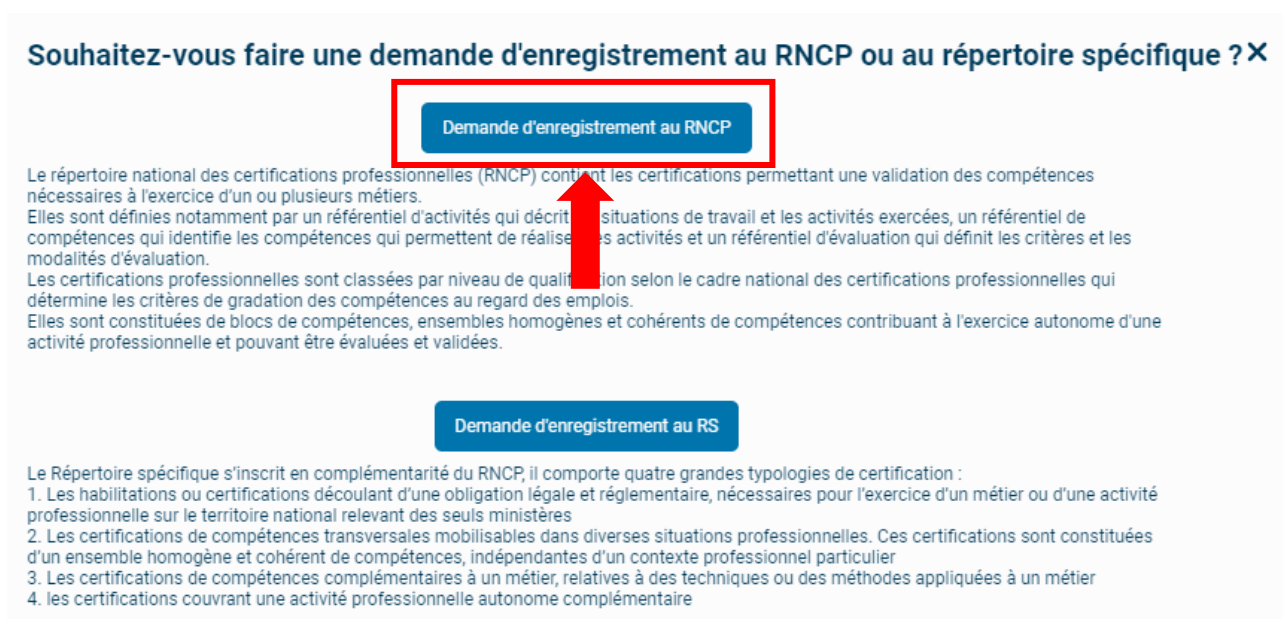 Souhaitez-vous faire une demande d'enregistrement au RNCP ou au répertoire spécifique ? ×
Demande d'enregistrement au RNCP
Le répertoire national des certifications professionnelles (RNCP) contient les certifications permettant une validation des compétences
nécessaires à l'exercice d'un ou plusieurs métiers.
Elles sont définies notamment par un référentiel d'activités qui décrit situations de travail et les activités exercées, un référentiel de
compétences qui identifie les compétences qui permettent de réalise es activités et un référentiel d'évaluation qui définit les critères et les
modalités d'évaluation.
Les certifications professionnelles sont classées par niveau de qualification selon le cadre national des certifications professionnelles qui
détermine les critères de gradation des compétences au regard des emplois.
Elles sont constituées de blocs de compétences, ensembles homogènes et cohérents de compétences contribuant à l'exercice autonome d'une
activité professionnelle et pouvant être évaluées et validées.
Demande d'enregistrement au RS
Le Répertoire spécifique s'inscrit en complémentarité du RNCP, il comporte quatre grandes typologies de certification :
1. Les habilitations ou certifications découlant d'une obligation légale et réglementaire, nécessaires pour l'exercice d'un métier ou d'une activité
professionnelle sur le territoire national relevant des seuls ministères
2. Les certifications de compétences transversales mobilisables dans diverses situations professionnelles. Ces certifications sont constituées
d'un ensemble homogène et cohérent de compétences, indépendantes d'un contexte professionnel particulier
3. Les certifications de compétences complémentaires à un métier, relatives à des techniques ou des méthodes appliquées à un métier
4. les certifications couvrant une activité professionnelle autonome complémentaire